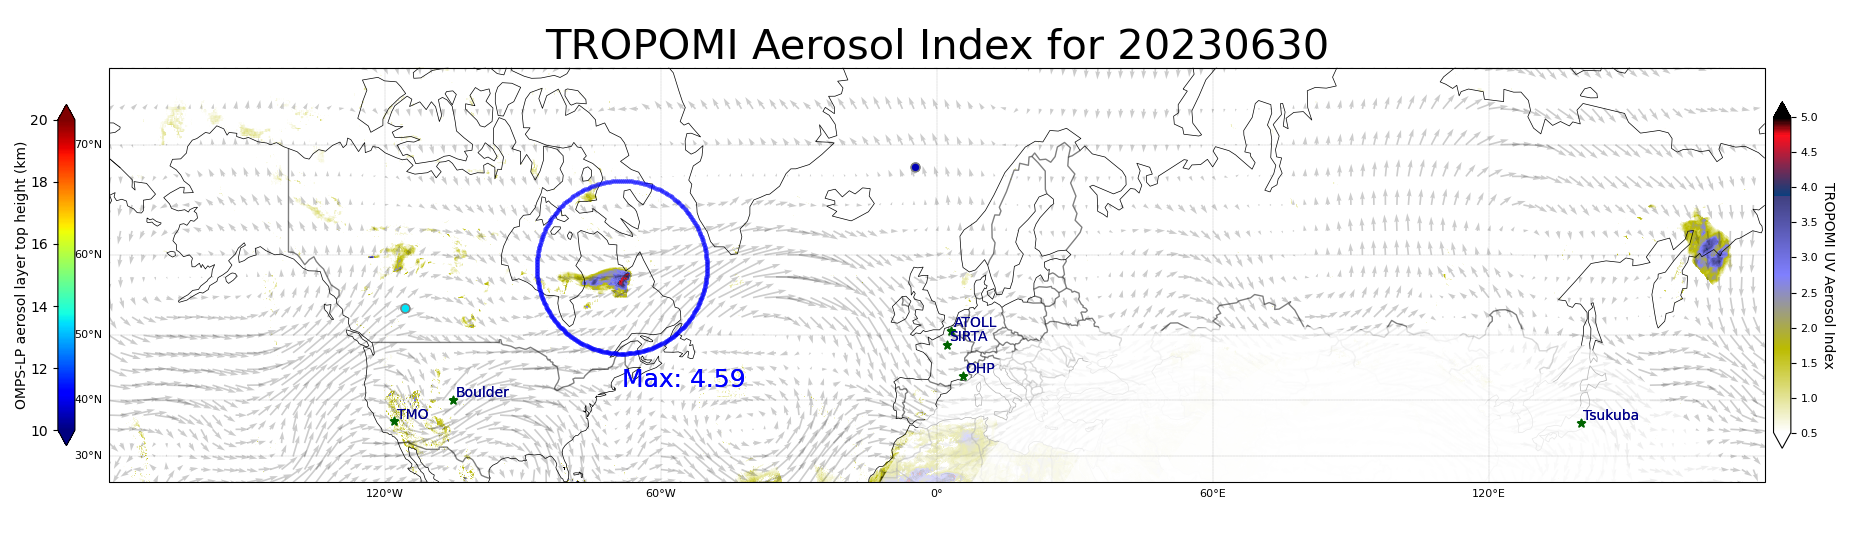 TROPOMI Aerosol Index for 20230630
20
18
16
14
12
10
OMPS-LP aerosol layer top height (km)
70°N
60°N
50°N
40°N
30°N
120°W
60°W
0°
60°E
120°E
ATOLL
SIRTA
OHP
Max: 4.59
Boulder
TMO
Tsukuba
5.0
4.5
4.0
3.5
3.0
2.5
2.0
1.5
1.0
0.5
TROPOMI UV Aerosol Index